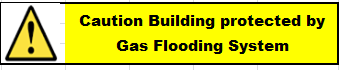 Caution Building protected by
Gas Flooding System